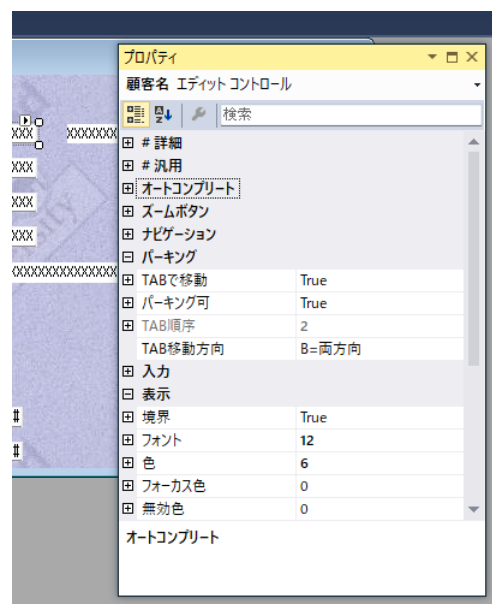 プロパティ
顧客名 エディット コントロール
検索
# 詳細
# 汎用
オートコンプリート
ズームボタン
ナビゲーション
パーキング
TABで移動 True
パーキング可 True
TAB順序 2
TAB移動方向 B=両方向
入力
表示
境界 True
フォント 12
色 6
フォーカス色 0
無効色 0
オートコンプリート
XXX XXXXXXX
XXX
XXX
XXX
XXXXXXXXXXXXXXX
#
#